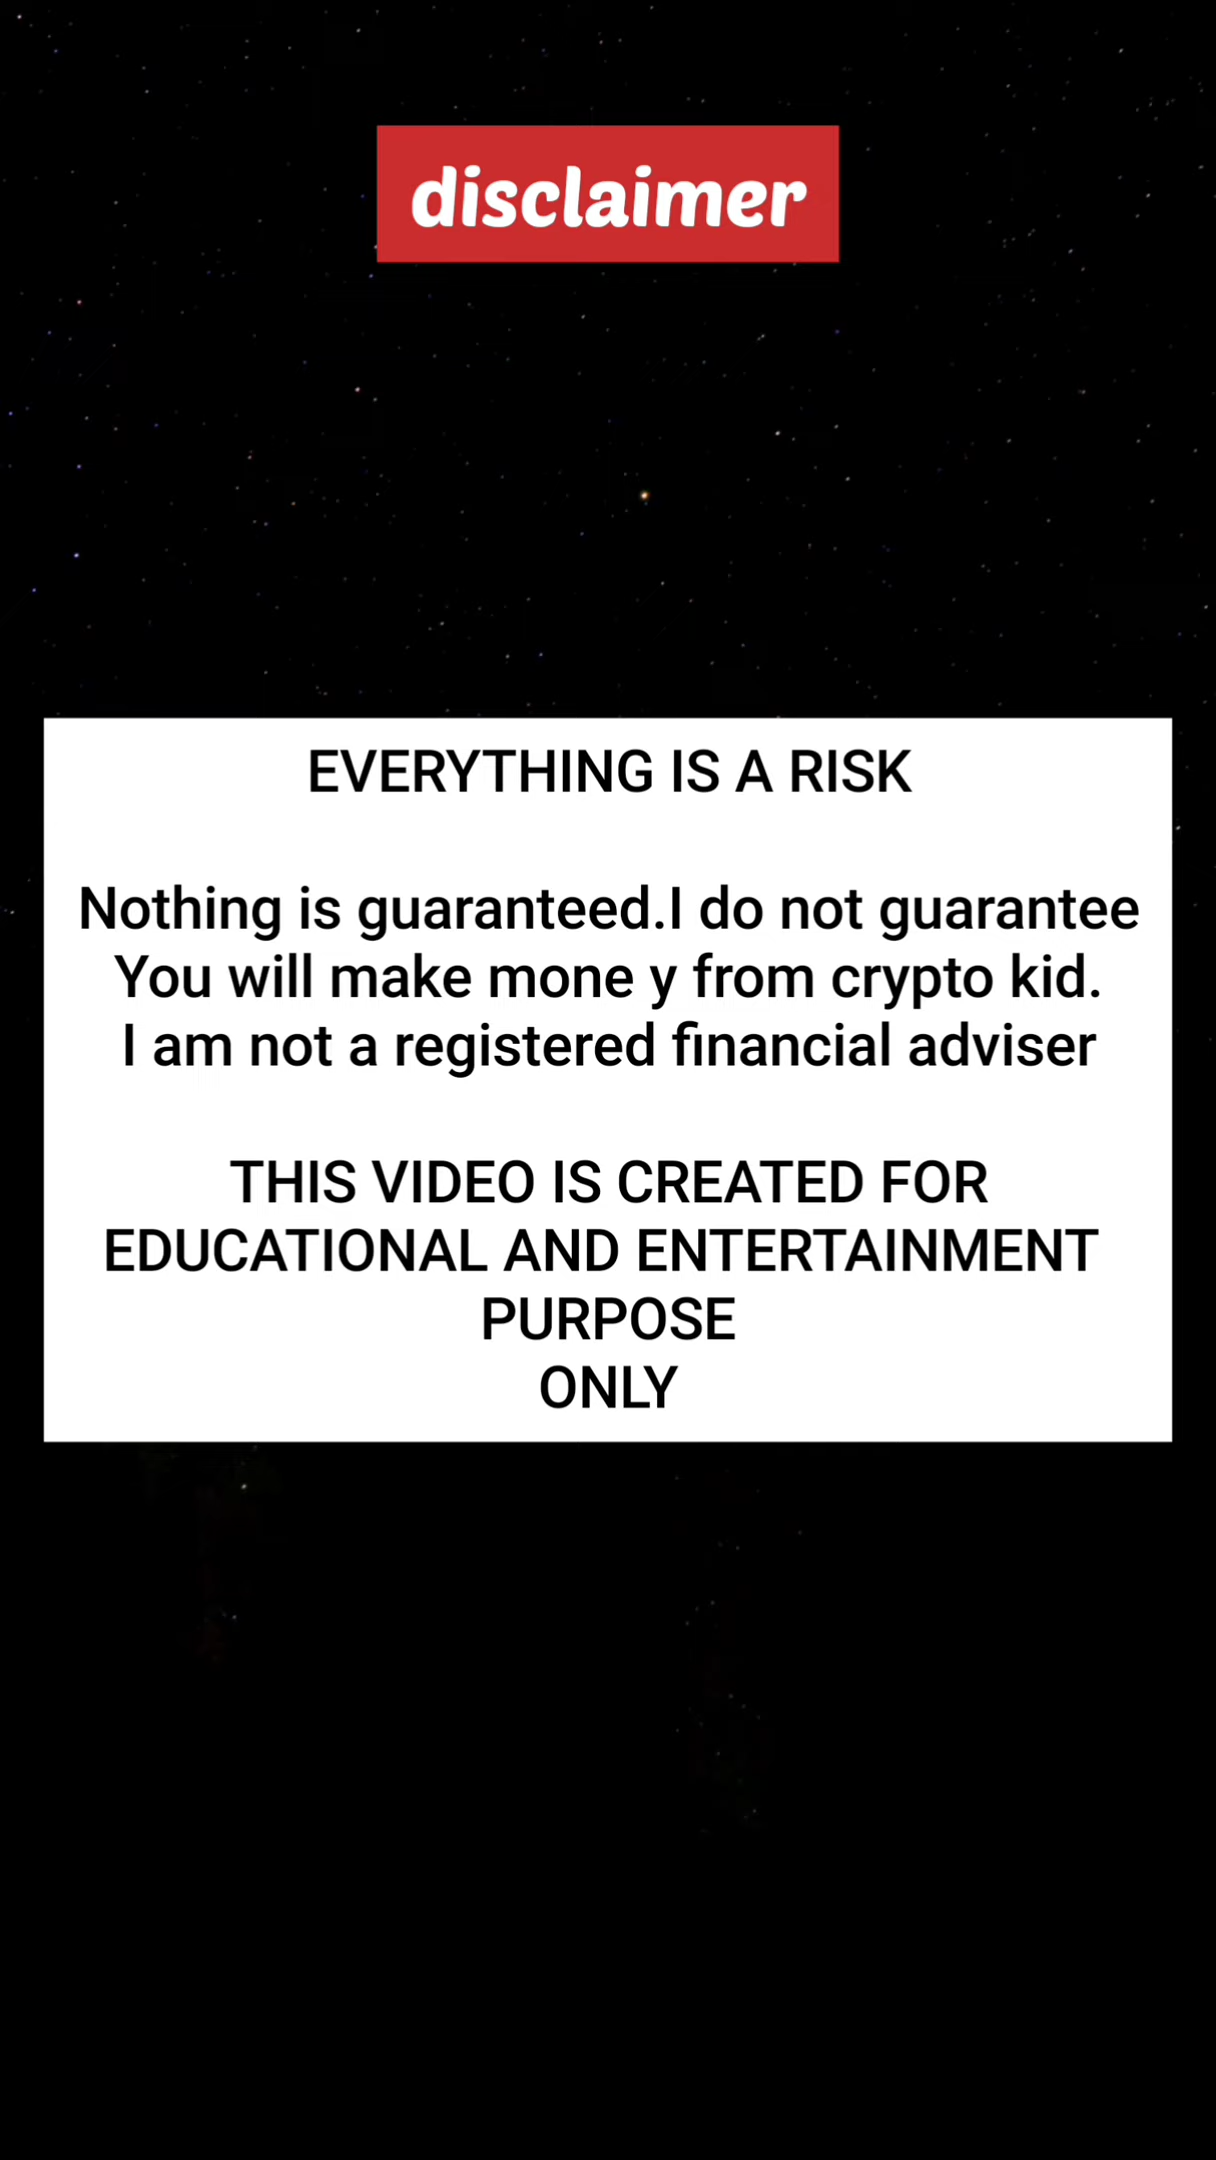 disclaimer
EVERYTHING IS A RISK
Nothing is guaranteed.I do not guarantee
You will make mone y from crypto kid.
I am not a registered financial adviser
THIS VIDEO IS CREATED FOR
EDUCATIONAL AND ENTERTAINMENT
PURPOSE
ONLY